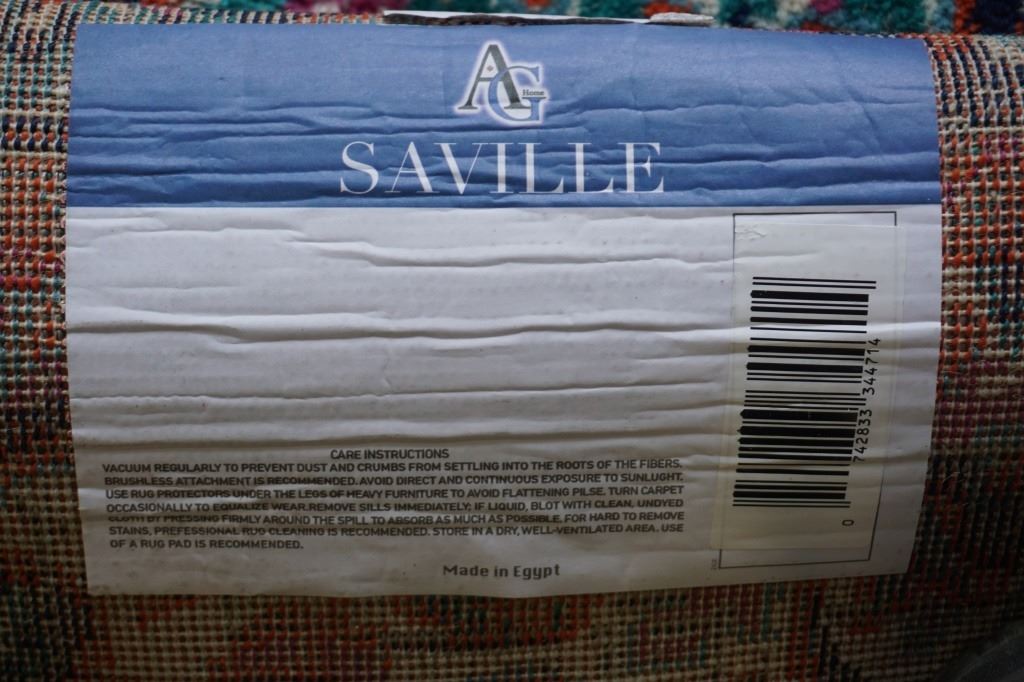 AG Home
SAVILLE
CARE INSTRUCTIONS
VACUUM REGULARLY TO PREVENT DUST AND CRUMBS FROM SETTLING INTO THE ROOTS OF THE FIBERS.
BRUSHLESS ATTACHMENT IS RECOMMENDED. AVOID DIRECT AND CONTINUOUS EXPOSURE TO SUNLUGHT.
USE RUG PROTECTORS UNDER THE LEGS OF HEAVY FURNITURE TO AVOID FLATTENING PILSE. TURN CARPET
OCCASIONALLY TO EQUALIZE WEAR.REMOVE SILLS IMMEDIATELY; IF LIQUID, BLOT WITH CLEAN, UNDYED
CLOTH BY PRESSING FIRMLY AROUND THE SPILL TO ABSORB AS MUCH AS POSSIBLE. FOR HARD TO REMOVE
STAINS, PREFESSIONAL RUG CLEANING IS RECOMMENDED. STORE IN A DRY, WELL-VENTILATED AREA. USE
OF A RUG PAD IS RECOMMENDED.
Made in Egypt
0 742833 344714